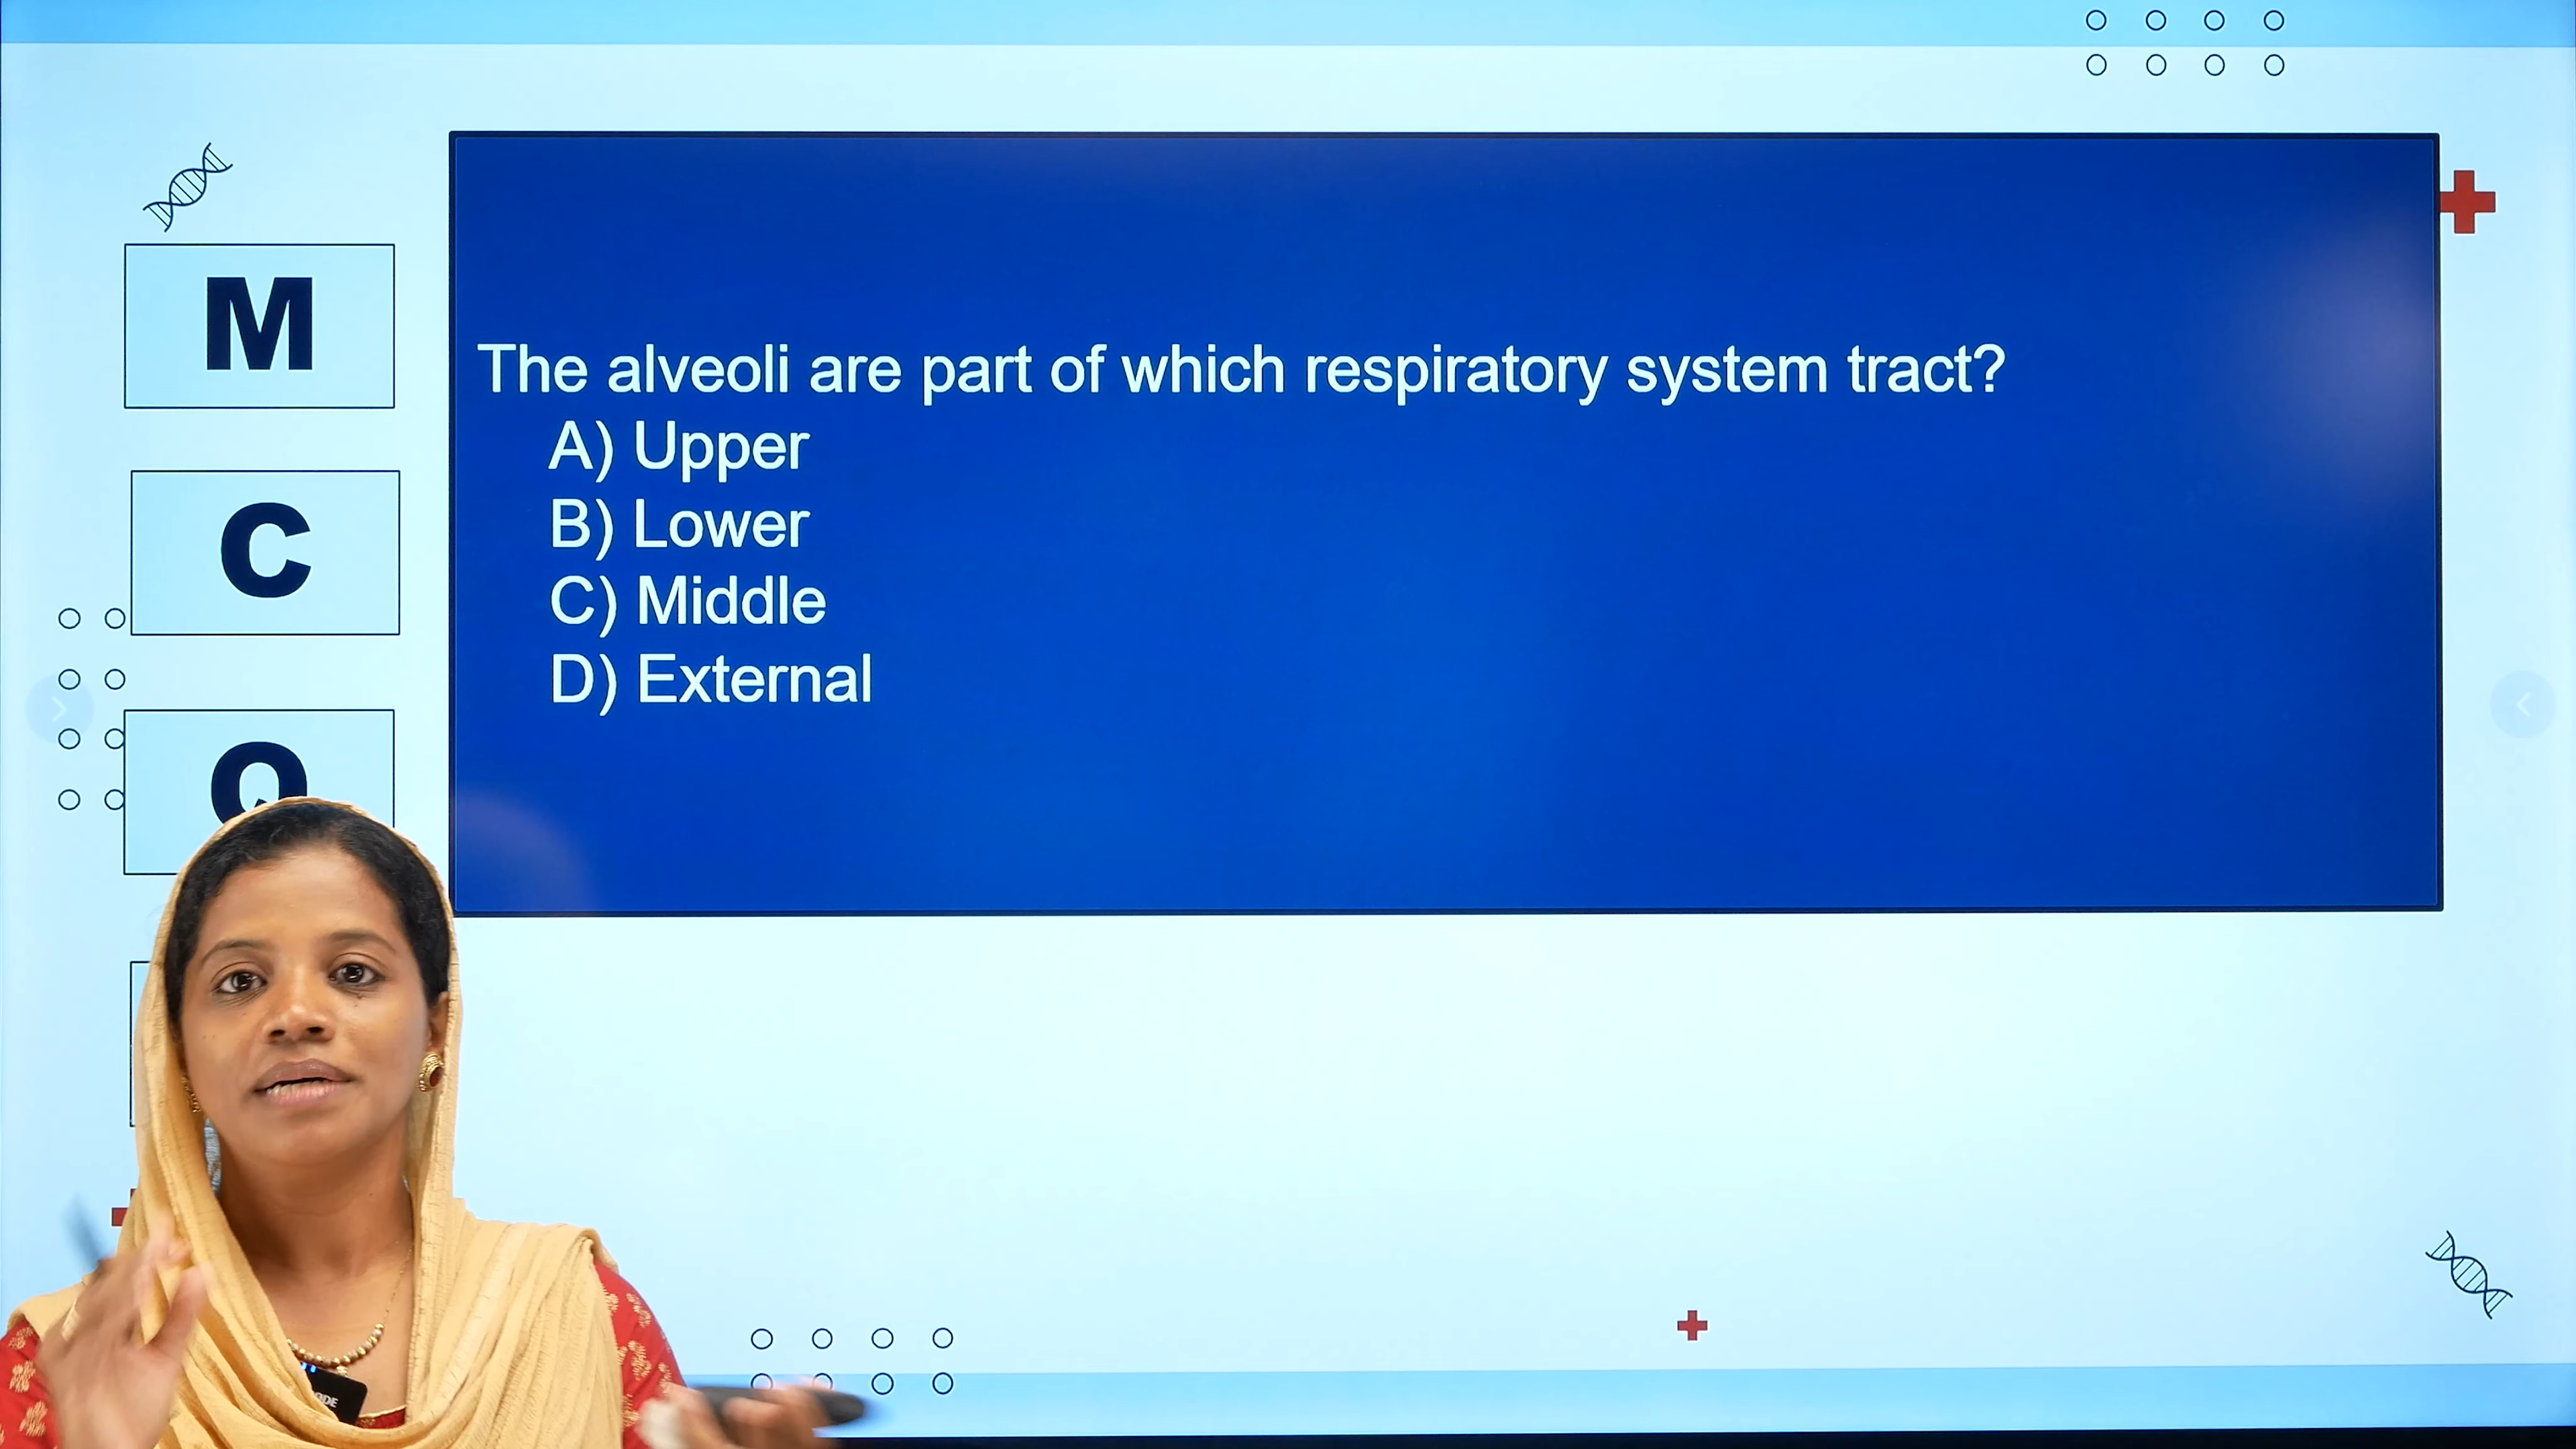 M
C
Q
The alveoli are part of which respiratory system tract?
A) Upper
B) Lower
C) Middle
D) External